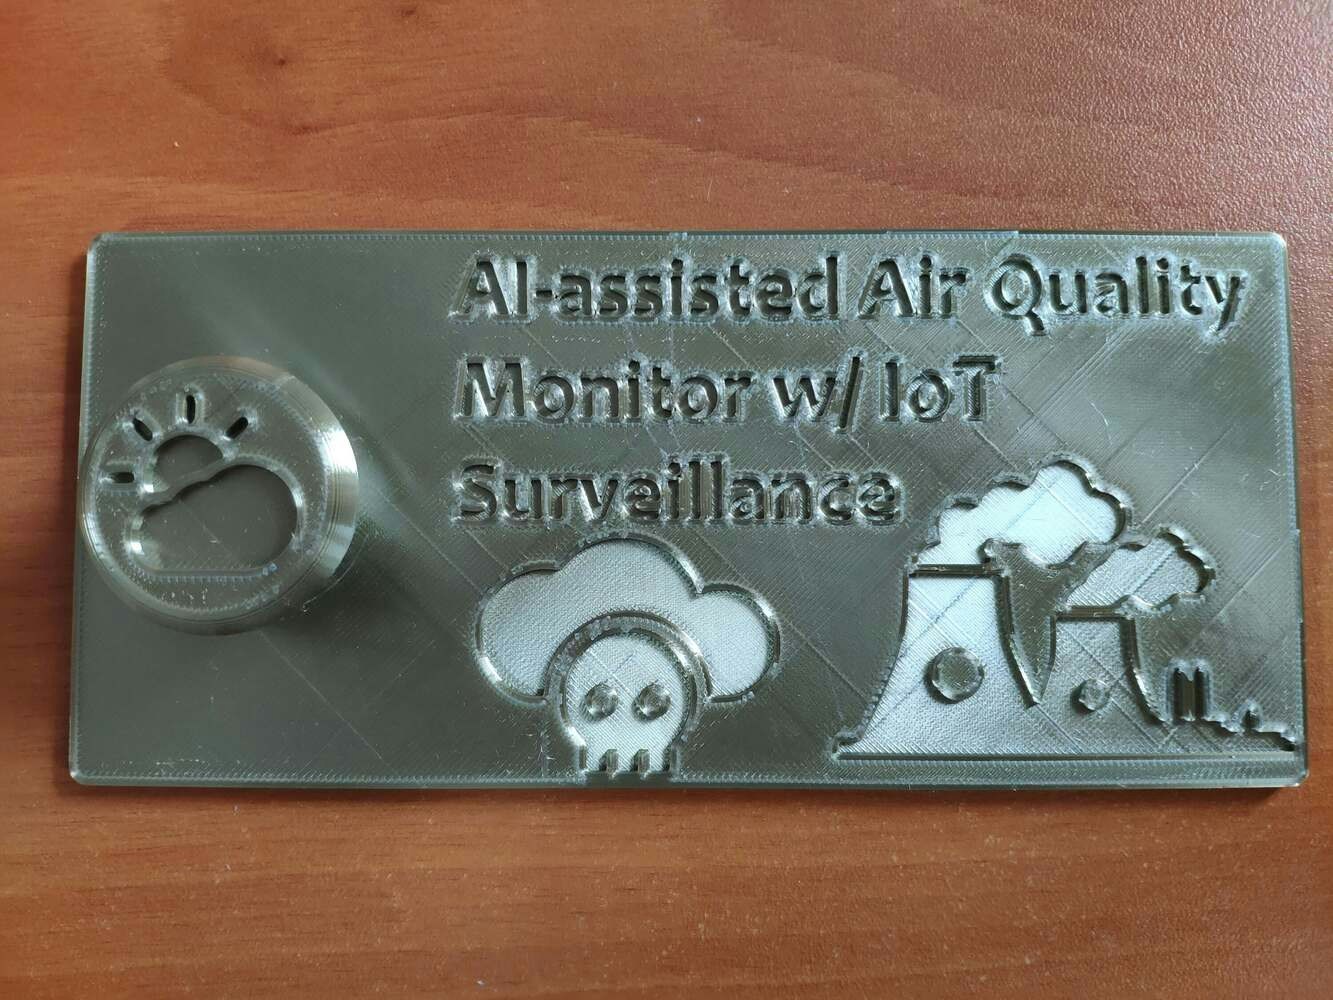 AI-assisted Air Quality
Monitor w/ IoT
Surveillance